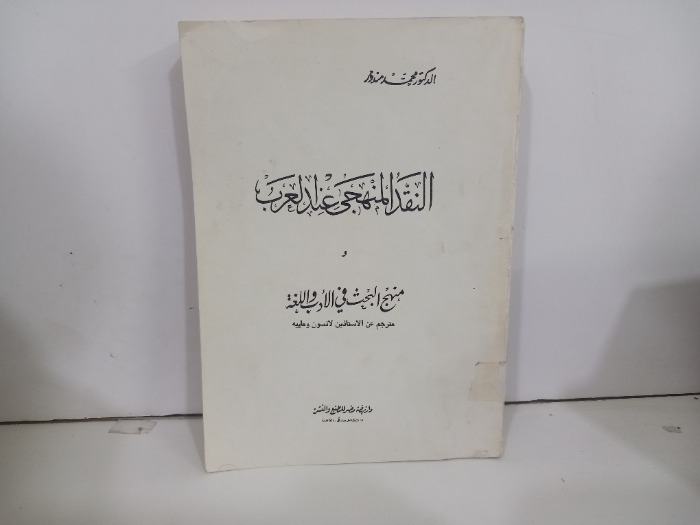 الدكتور محمد مندور
النقد المنهجي عند العرب
و
منهج البحث في الأدب واللغة
مترجم عن الاستاذين لانسون وماييه
دار نهضة مصر للطبع والنشر